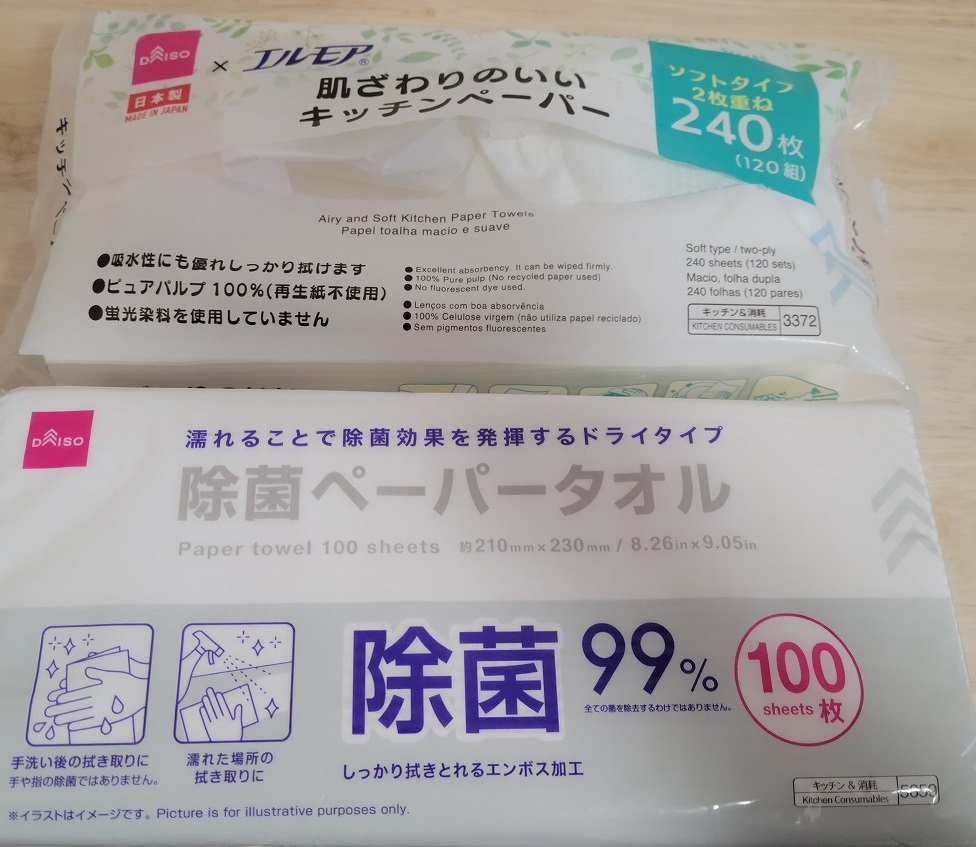 DAISO × エルモア®
日本製
MADE IN JAPAN
肌ざわりのいい
キッチンペーパー
ソフトタイプ
2枚重ね
240枚
(120組)
Airy and Soft Kitchen Paper Towels
Papel toalha macio e suave
●吸水性にも優れしっかり拭けます
●ピュアパルプ100%(再生紙不使用)
●蛍光染料を使用していません
● Excellent absorbency. It can be wiped firmly.
● 100% Pure pulp (No recycled paper used)
● No fluorescent dye used.
● Lenços com boa absorvência
● 100% Celulose virgem (não utiliza papel reciclado)
● Sem pigmentos fluorescentes
Soft type / two-ply
240 sheets (120 sets)
Macio, folha dupla
240 folhas (120 pares)
キッチン&消耗
KITCHEN CONSUMABLES 3372
DAISO
濡れることで除菌効果を発揮するドライタイプ
除菌ペーパータオル
Paper towel 100 sheets 約210mm×230mm / 8.26in×9.05in
除菌99%
全ての菌を除去するわけではありません。
100
sheets 枚
手洗い後の拭き取りに
手や指の除菌ではありません。
濡れた場所の
拭き取りに
しっかり拭きとれるエンボス加工
キッチン & 消耗
Kitchen Consumables
※イラストはイメージです。Picture is for illustrative purposes only.